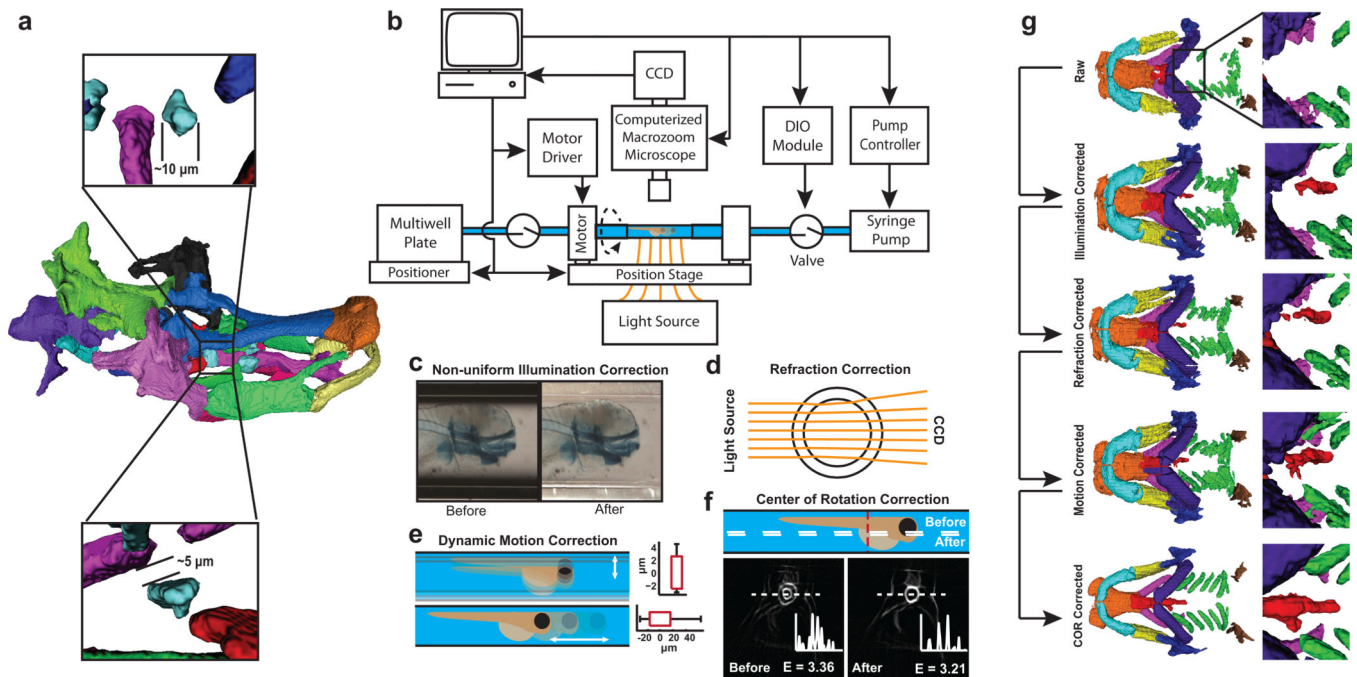 a
~10 µm
~5 µm
b
CCD
Computerized
Macrozoom
Microscope
Motor
Driver
DIO
Module
Pump
Controller
Multiwell
Plate
Positioner
Motor
Position Stage
Valve
Syringe
Pump
Light Source
c
Non-uniform Illumination Correction
Before
After
d
Refraction Correction
Light Source
CCD
e
Dynamic Motion Correction
µm
4
2
0
−2
-20 0 20 40
µm
f
Center of Rotation Correction
Before
After
Before E = 3.36
After E = 3.21
g
Raw
Illumination Corrected
Refraction Corrected
Motion Corrected
COR Corrected